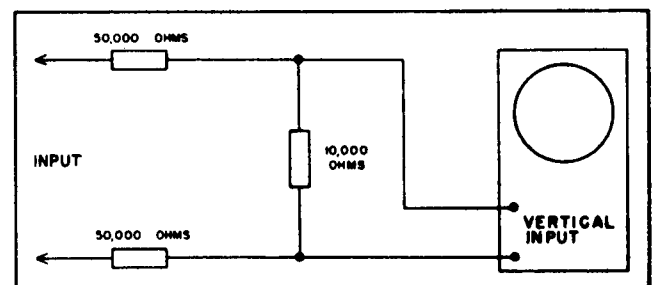 50,000 OHMS
10,000
OHMS
INPUT
50,000 OHMS
VERTICAL
INPUT